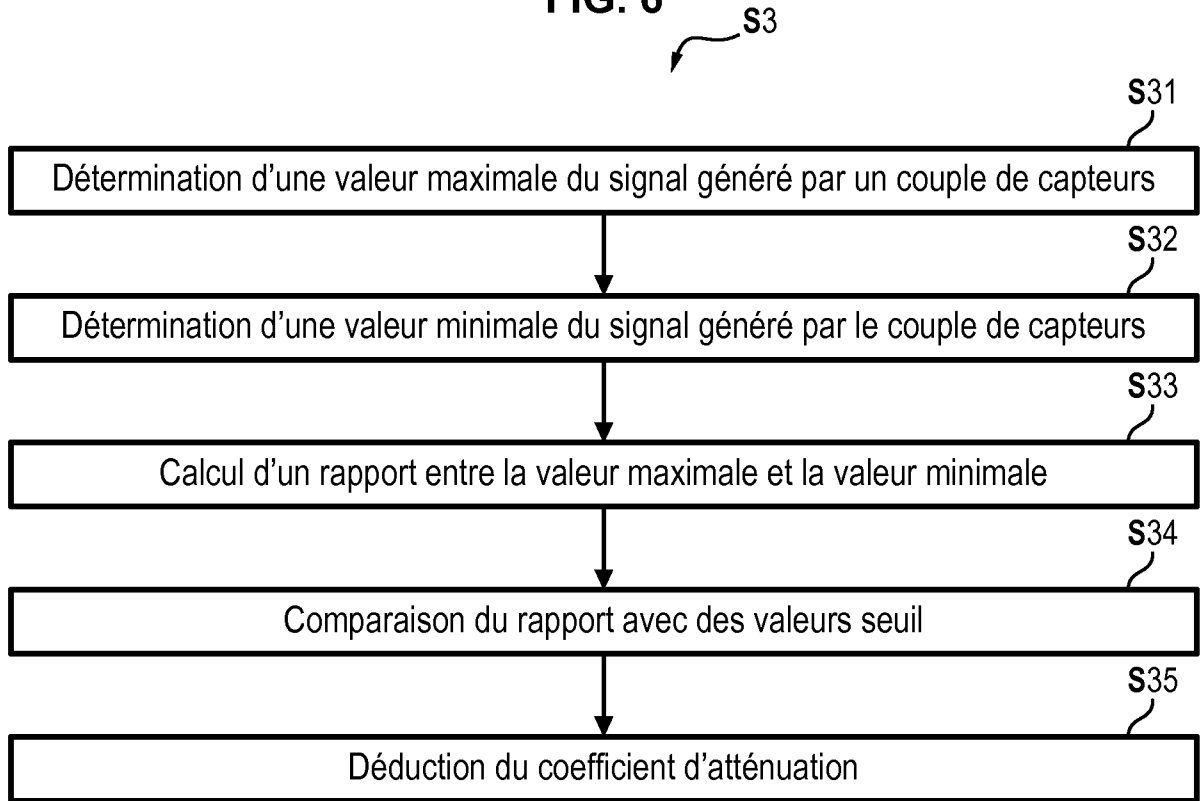 S3
S31
Détermination d'une valeur maximale du signal généré par un couple de capteurs
S32
Détermination d'une valeur minimale du signal généré par le couple de capteurs
S33
Calcul d'un rapport entre la valeur maximale et la valeur minimale
S34
Comparaison du rapport avec des valeurs seuil
S35
Déduction du coefficient d'atténuation